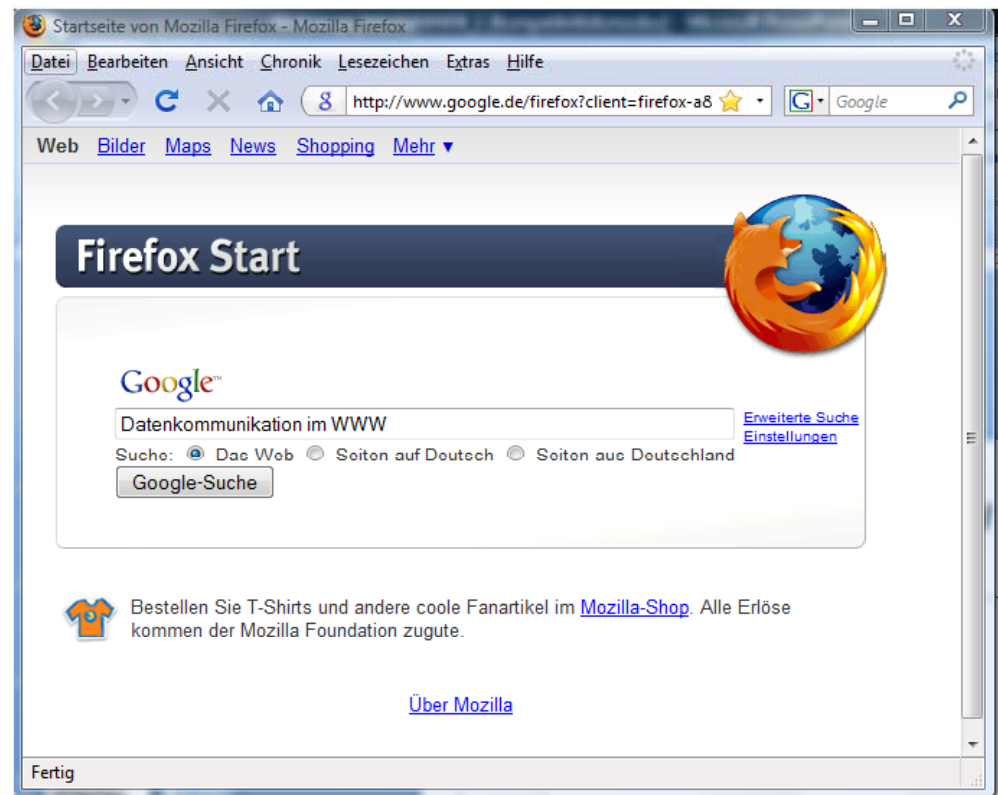 Startseite von Mozilla Firefox - Mozilla Firefox
Datei Bearbeiten Ansicht Chronik Lesezeichen Extras Hilfe
http://www.google.de/firefox?client=firefox-a& Google
Web Bilder Maps News Shopping Mehr ▼
Firefox Start
Google™
Datenkommunikation im WWW
Erweiterte Suche
Einstellungen
Suche: Das Web Seiten auf Deutsch Seiten aus Deutschland
Google-Suche
Bestellen Sie T-Shirts und andere coole Fanartikel im Mozilla-Shop. Alle Erlöse
kommen der Mozilla Foundation zugute.
Über Mozilla
Fertig